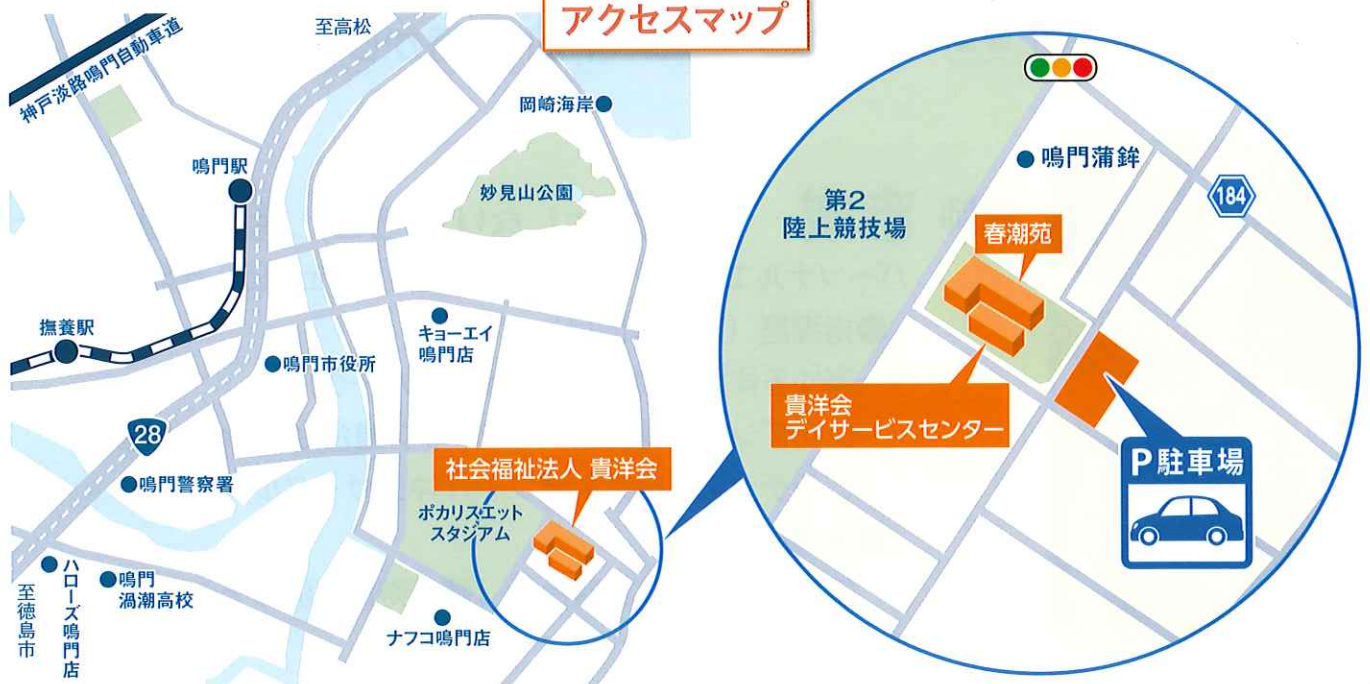 アクセスマップ
神戸淡路鳴門自動車道
至高松
岡崎海岸
鳴門駅
妙見山公園
撫養駅
キョーエイ
鳴門店
鳴門市役所
28
鳴門警察署
社会福祉法人 貴洋会
ポカリスエット
スタジアム
ハローズ鳴門店
至徳島市
鳴門
渦潮高校
ナフコ鳴門店
鳴門蒲鉾
184
第2
陸上競技場
春潮苑
貴洋会
デイサービスセンター
P駐車場